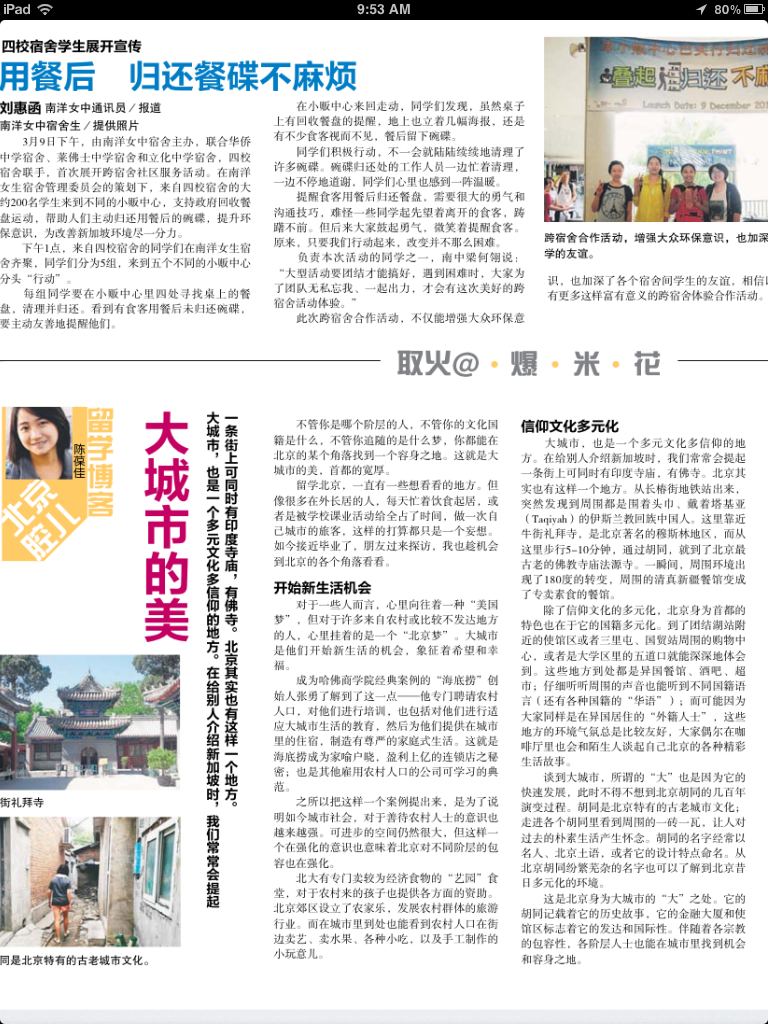 iPad
9:53 AM
80%
四校宿舍学生展开宣传
用餐后　归还餐碟不麻烦
刘惠函 南洋女中通讯员／报道
南洋女中宿舍生／提供照片
3月9日下午，由南洋女中宿舍主办，联合华侨
中学宿舍、莱佛士中学宿舍和立化中学宿舍，四校
宿舍联手，首次展开跨宿舍社区服务活动。在南洋
女生宿舍管理委员会的策划下，来自四校宿舍的大
约200名学生来到不同的小贩中心，支持政府回收餐
盘运动，帮助人们主动归还用餐后的碗碟，提升环
保意识，为改善新加坡环境尽一分力。
下午1点，来自四校宿舍的同学们在南洋女生宿
舍齐聚，同学们分为5组，来到五个不同的小贩中心
分头“行动”。
每组同学要在小贩中心里四处寻找桌上的餐
盘，清理并归还。看到有食客用餐后未归还碗碟，
要主动友善地提醒他们。
在小贩中心来回走动，同学们发现，虽然桌子
上有回收餐盘的提醒，地上也立着几幅海报，还是
有不少食客视而不见，餐后留下碗碟。
同学们积极行动，不一会就陆陆续续地清理了
许多碗碟。碗碟归还处的工作人员一边忙着清理，
一边不停地道谢，同学们心里也感到一阵温暖。
提醒食客用餐后归还餐盘，需要很大的勇气和
沟通技巧，难怪一些同学起先望着离开的食客，踌
躇不前。但后来大家鼓起勇气，微笑着提醒食客。
原来，只要我们行动起来，改变并不那么困难。
负责本次活动的同学之一，南中梁何翎说：
“大型活动要团结才能搞好，遇到困难时，大家为
了团队无私忘我、一起出力，才会有这次美好的跨
宿舍活动体验。”
此次跨宿舍合作活动，不仅能增强大众环保意
叠起 归还 不麻
Launch Date: 9 December 201
跨宿舍合作活动，增强大众环保意识，也加深
学的友谊。
识，也加深了各个宿舍间学生的友谊，相信以
有更多这样富有意义的跨宿舍体验合作活动。
取火@·爆·米·花
留学博客
陈葆佳
北京腔儿
大城市的美
一条街上可同时有印度寺庙，有佛寺。北京其实也有这样一个地方。
大城市，也是一个多元文化多信仰的地方。在给别人介绍新加坡时，我们常常会提起
街礼拜寺
同是北京特有的古老城市文化。
不管你是哪个阶层的人，不管你的文化国
籍是什么，不管你追随的是什么梦，你都能在
北京的某个角落找到一个容身之地。这就是大
城市的美，首都的宽厚。
留学北京，一直有一些想看看的地方。但
像很多在外长居的人，每天忙着饮食起居，或
者是被学校课业活动给全占了时间，做一次自
己城市的旅客，这样的打算都只是一个妄想。
如今接近毕业了，朋友过来探访，我也趁机会
到北京的各个角落看看。
开始新生活机会
对于一些人而言，心里向往着一种“美国
梦”，但对于许多来自农村或比较不发达地方
的人，心里挂着的是一个“北京梦”。大城市
是他们开始新生活的机会，象征着希望和幸
福。
成为哈佛商学院经典案例的“海底捞”创
始人张勇了解到了这一点——他专门聘请农村
人口，对他们进行培训，也包括对他们进行适
应大城市生活的教育，然后为他们提供在城市
里的住宿，制造有尊严的家庭式生活。这就是
海底捞成为家喻户晓，盈利上亿的连锁店之秘
密；也是其他雇用农村人口的公司可学习的典
范。
之所以把这样一个案例提出来，是为了说
明如今城市社会，对于善待农村人士的意识也
越来越强。可进步的空间仍然很大，但这样一
个在强化的意识也意味着北京对不同阶层的包
容也在强化。
北大有专门卖较为经济食物的“艺园”食
堂，对于农村来的孩子也提供各方面的资助。
北京郊区设立了农家乐，发展农村群体的旅游
行业。而在城市里到处也能看到农村人口在街
边卖艺、卖水果、各种小吃，以及手工制作的
小玩意儿。
信仰文化多元化
大城市，也是一个多元文化多信仰的地
方。在给别人介绍新加坡时，我们常常会提起
一条街上可同时有印度寺庙，有佛寺。北京其
实也有这样一个地方。从长椿街地铁站出来，
突然发现到周围都是围着头巾、戴着塔基亚
（Taqiyah）的伊斯兰教回族中国人。这里靠近
牛街礼拜寺，是北京著名的穆斯林地区，而从
这里步行5-10分钟，通过胡同，就到了北京最
古老的佛教寺庙法源寺。一瞬间，周围环境出
现了180度的转变，周围的清真新疆餐馆变成
了专卖素食的餐馆。
除了信仰文化的多元化，北京身为首都的
特色也在于它的国籍多元化。到了团结湖站附
近的使馆区或者三里屯、国贸站周围的购物中
心，或者是大学区里的五道口就能深深地体会
到。这些地方到处都是异国餐馆、酒吧、超
市；仔细听听周围的声音也能听到不同国籍语
言（还有各种国籍的“华语”）；而可能因为
大家同样是在异国居住的“外籍人士”，这些
地方的环境气氛总是比较友好，大家偶尔在咖
啡厅里也会和陌生人谈起自己北京的各种精彩
生活故事。
谈到大城市，所谓的“大”也是因为它的
快速发展，此时不得不想到北京胡同的几百年
演变过程。胡同是北京特有的古老城市文化；
走进各个胡同里看到周围的一砖一瓦，让人对
过去的朴素生活产生怀念。胡同的名字经常以
名人、北京土语，或者它的设计特点命名。从
北京胡同纷繁芜杂的名字也可以了解到北京昔
日多元化的环境。
这是北京身为大城市的“大”之处。它的
胡同记载着它的历史故事，它的金融大厦和使
馆区标志着它的发达和国际性。伴随着各宗教
的包容性，各阶层人士也能在城市里找到机会
和容身之地。